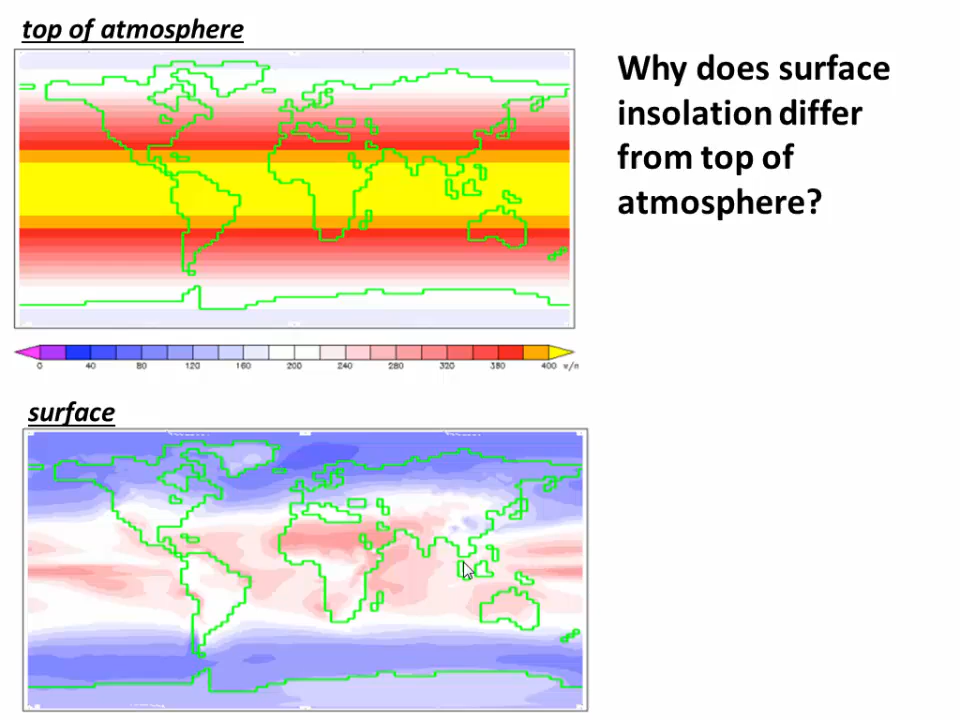 top of atmosphere
Why does surface
insolation differ
from top of
atmosphere?
0 40 80 120 160 200 240 280 320 380 400 w/m
surface